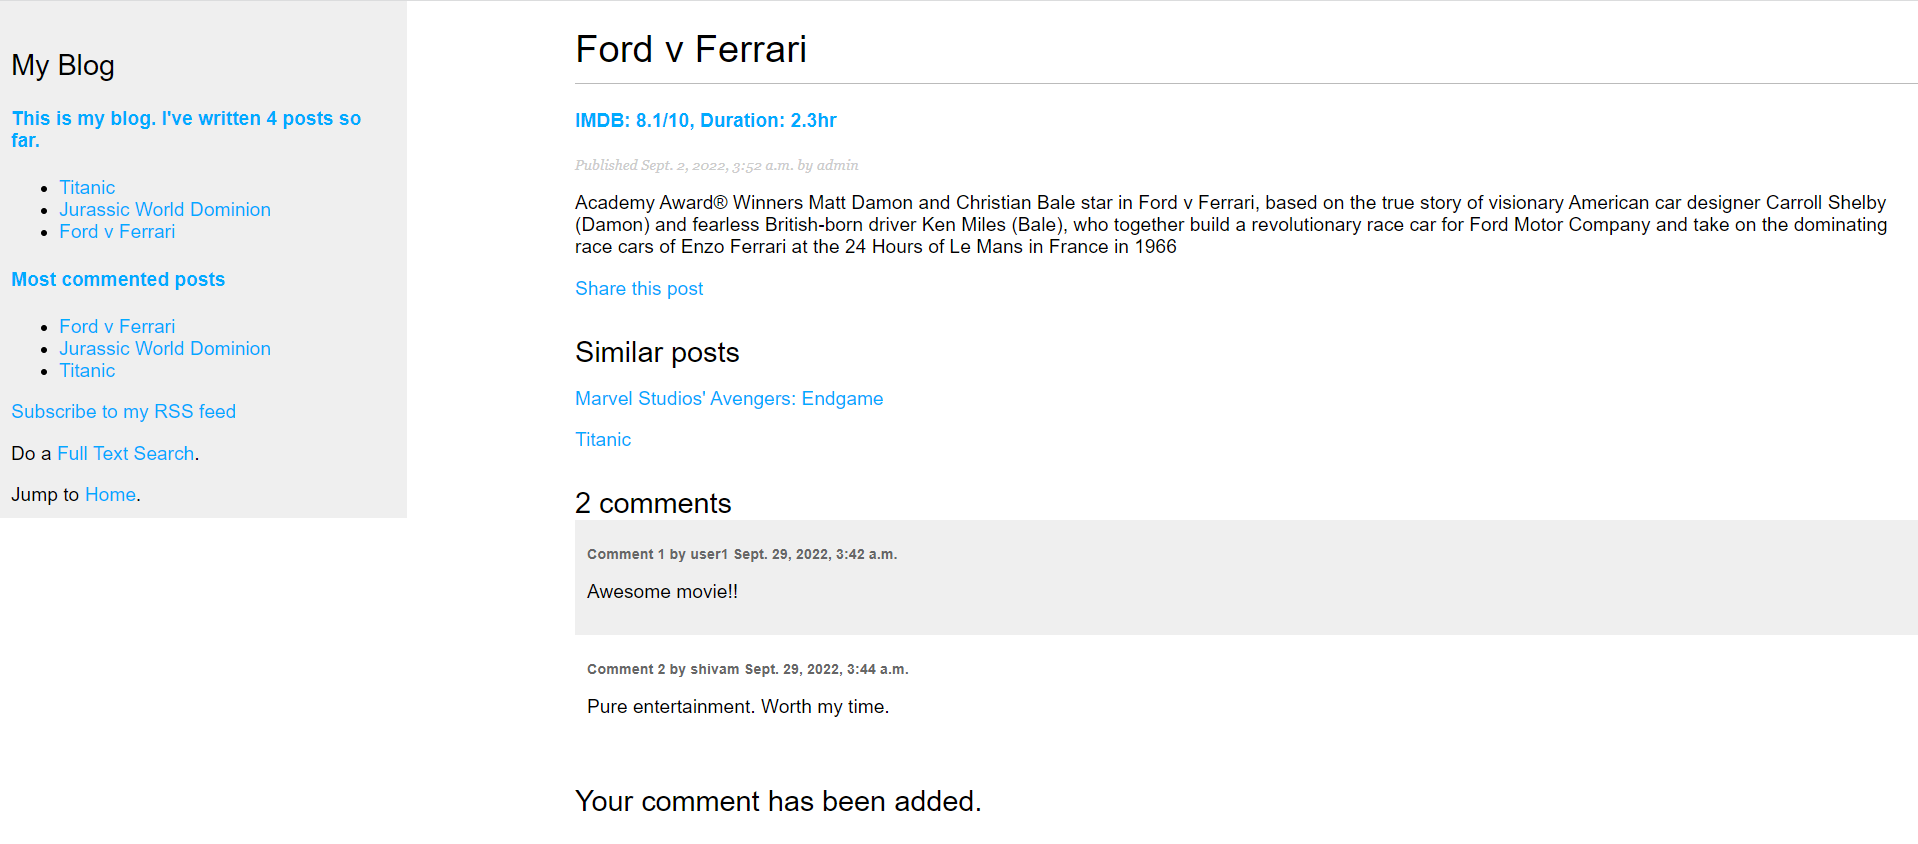 My Blog
This is my blog. I've written 4 posts so
far.
Titanic
Jurassic World Dominion
Ford v Ferrari
Most commented posts
Ford v Ferrari
Jurassic World Dominion
Titanic
Subscribe to my RSS feed
Do a Full Text Search.
Jump to Home.
Ford v Ferrari
IMDB: 8.1/10, Duration: 2.3hr
Published Sept. 2, 2022, 3:52 a.m. by admin
Academy Award® Winners Matt Damon and Christian Bale star in Ford v Ferrari, based on the true story of visionary American car designer Carroll Shelby
(Damon) and fearless British-born driver Ken Miles (Bale), who together build a revolutionary race car for Ford Motor Company and take on the dominating
race cars of Enzo Ferrari at the 24 Hours of Le Mans in France in 1966
Share this post
Similar posts
Marvel Studios' Avengers: Endgame
Titanic
2 comments
Comment 1 by user1 Sept. 29, 2022, 3:42 a.m.
Awesome movie!!
Comment 2 by shivam Sept. 29, 2022, 3:44 a.m.
Pure entertainment. Worth my time.
Your comment has been added.